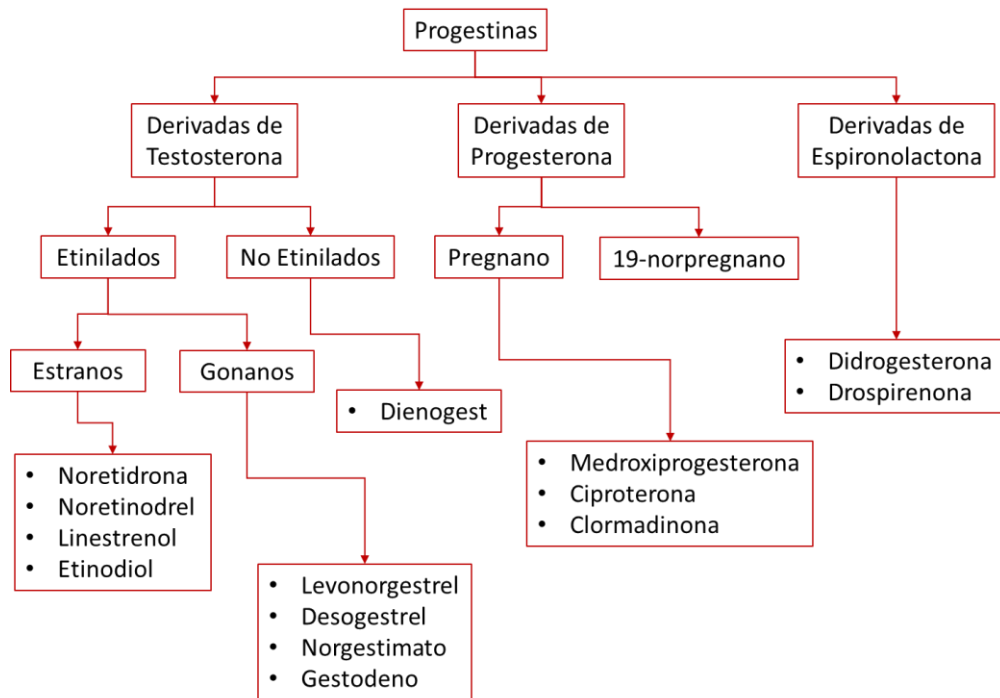 Progestinas
Derivadas de
Testosterona
Derivadas de
Progesterona
Derivadas de
Espironolactona
Etinilados
No Etinilados
Pregnano
19-norpregnano
Estranos
Gonanos
• Dienogest
• Didrogesterona
• Drospirenona
• Noretidrona
• Noretinodrel
• Linestrenol
• Etinodiol
• Medroxiprogesterona
• Ciproterona
• Clormadinona
• Levonorgestrel
• Desogestrel
• Norgestimato
• Gestodeno